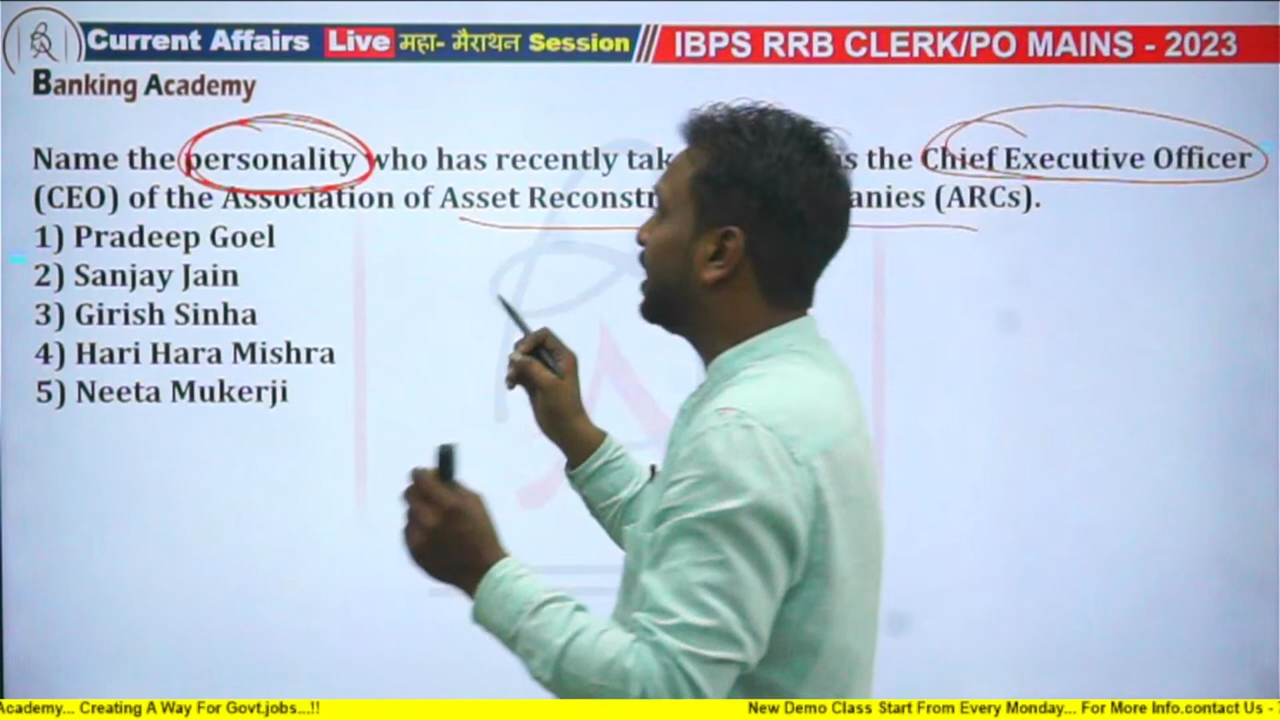 Current Affairs Live महा- मैराथन Session IBPS RRB CLERK/PO MAINS - 2023
Banking Academy
Name the personality who has recently tak s the Chief Executive Officer
(CEO) of the Association of Asset Reconstr anies (ARCs).
1) Pradeep Goel
2) Sanjay Jain
3) Girish Sinha
4) Hari Hara Mishra
5) Neeta Mukerji
Academy... Creating A Way For Govt.jobs...!! New Demo Class Start From Every Monday... For More Info.contact Us -